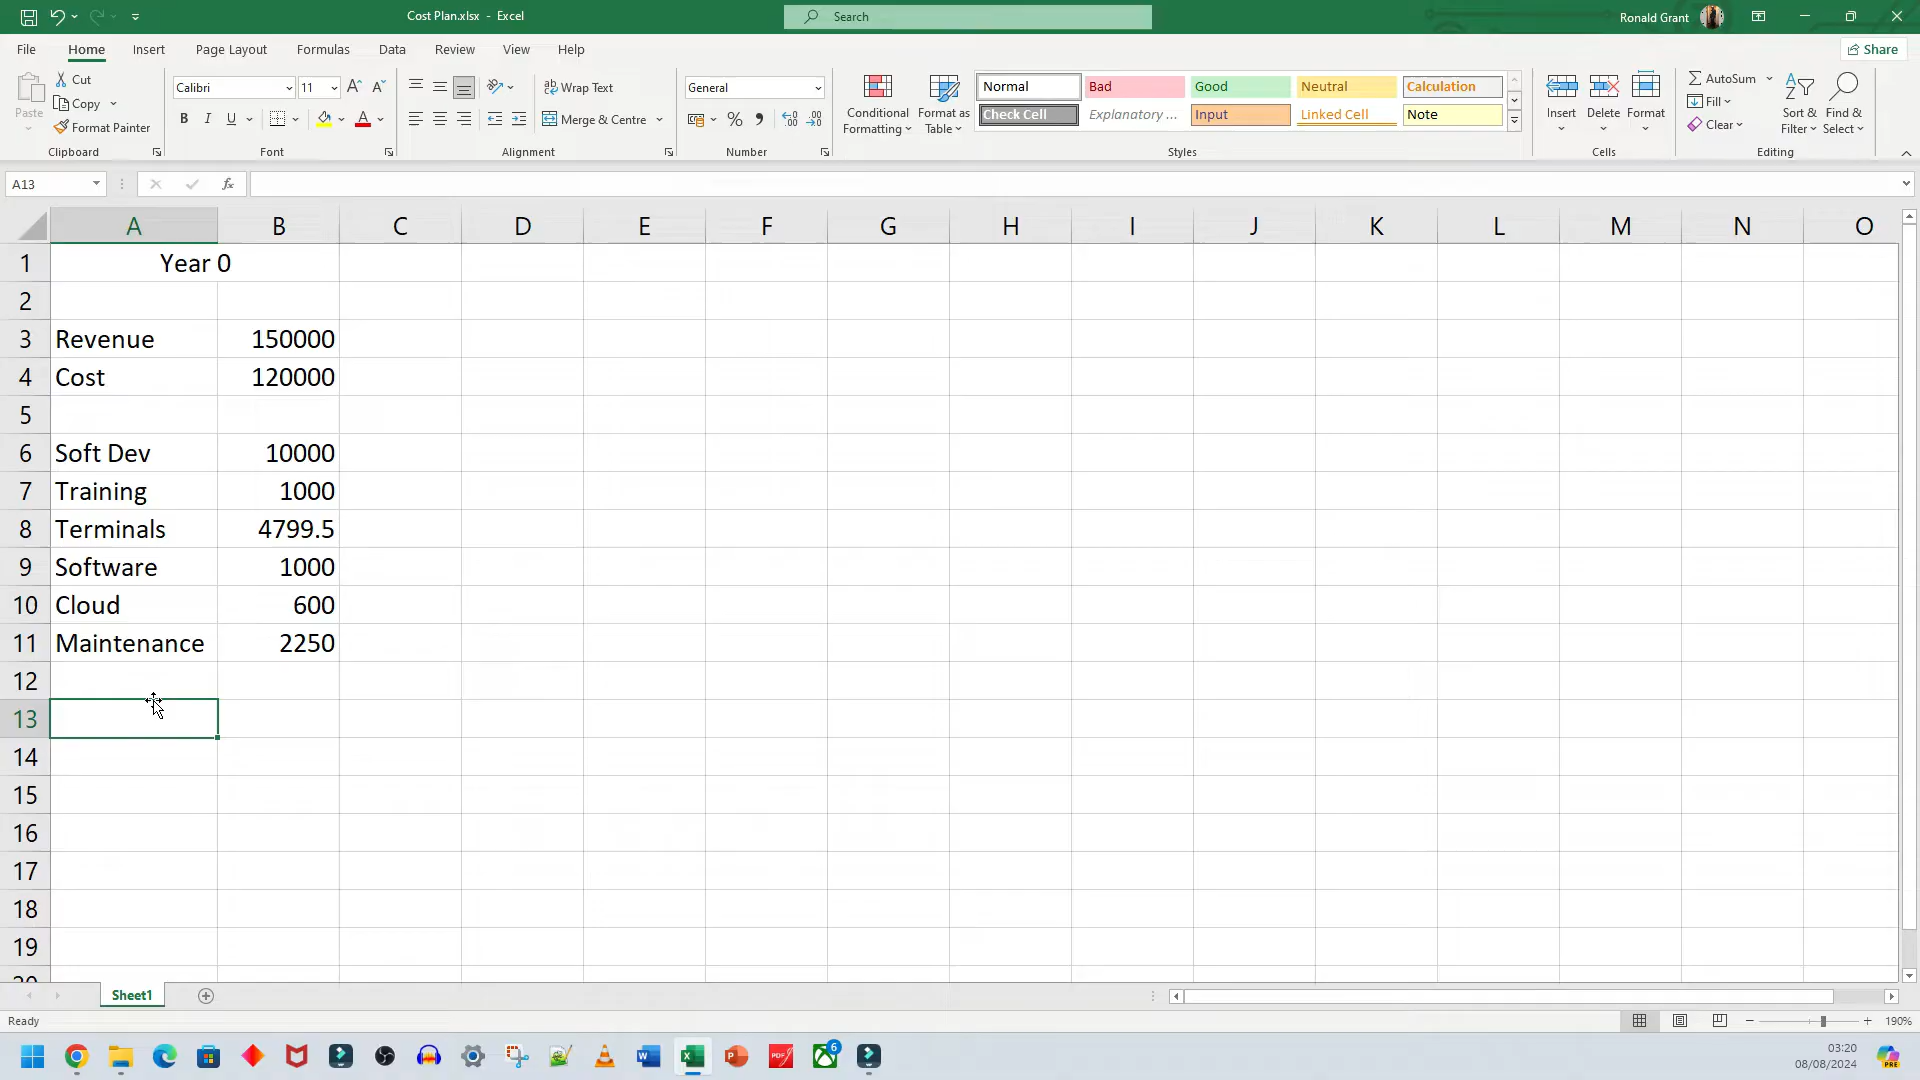 Cost Plan.xlsx - Excel
Search
Ronald Grant
File Home Insert Page Layout Formulas Data Review View Help
Share
Paste
Cut
Copy
Format Painter
Clipboard
Calibri 11
B I U
Font
Wrap Text
Merge & Centre
Alignment
General
Number
Conditional Formatting
Format as Table
Normal Bad Good Neutral Calculation
Check Cell Explanatory ... Input Linked Cell Note
Styles
Insert Delete Format
Cells
AutoSum
Fill
Clear
Sort & Filter
Find & Select
Editing
A13
fx
A B C D E F G H I J K L M N O
1 Year 0
2
3 Revenue 150000
4 Cost 120000
5
6 Soft Dev 10000
7 Training 1000
8 Terminals 4799.5
9 Software 1000
10 Cloud 600
11 Maintenance 2250
12
13
14
15
16
17
18
19
20
Sheet1
Ready
190%
6
03:20
08/08/2024
PRE